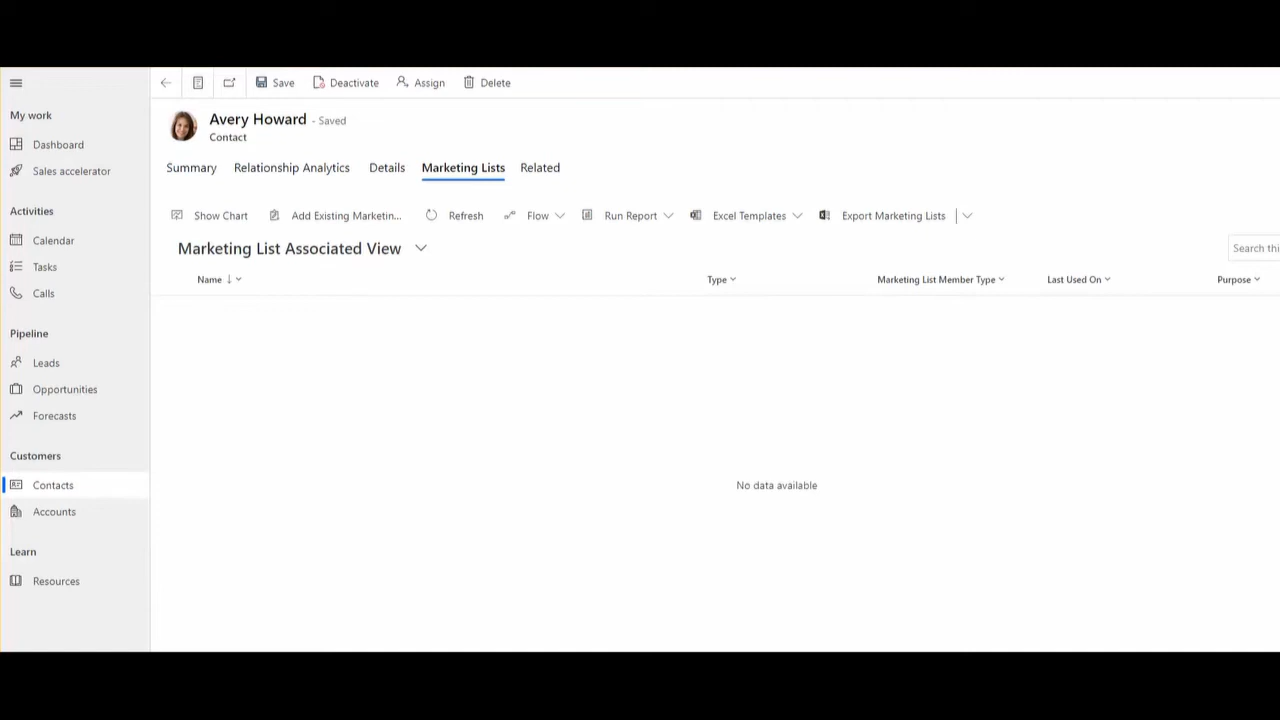 Save
Deactivate
Assign
Delete
My work
Dashboard
Sales accelerator
Activities
Calendar
Tasks
Calls
Pipeline
Leads
Opportunities
Forecasts
Customers
Contacts
Accounts
Learn
Resources
Avery Howard - Saved
Contact
Summary Relationship Analytics Details Marketing Lists Related
Show Chart Add Existing Marketin... Refresh Flow Run Report Excel Templates Export Marketing Lists
Marketing List Associated View
Search thi
Name Type Marketing List Member Type Last Used On Purpose
No data available